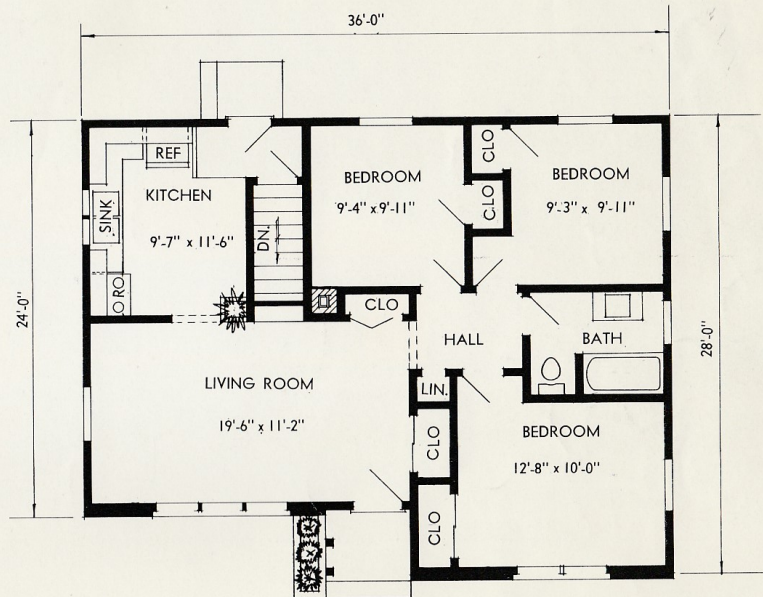 36'-0"
REF
KITCHEN
SINK
9'-7" x 11'-6"
DN.
BEDROOM
9'-4" x 9'-11"
CLO
CLO
BEDROOM
9'-3" x 9'-11"
24'-0"
28'-0"
CLO
HALL
BATH
LIVING ROOM
19'-6" x 11'-2"
LIN.
CLO
CLO
BEDROOM
12'-8" x 10'-0"